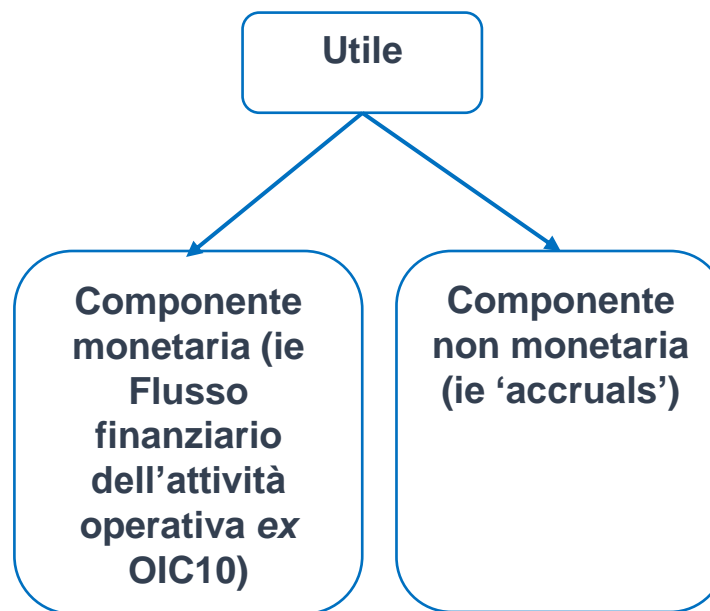 Utile
Componente
monetaria (ie
Flusso
finanziario
dell’attività
operativa ex
OIC10)
Componente
non monetaria
(ie ‘accruals’)